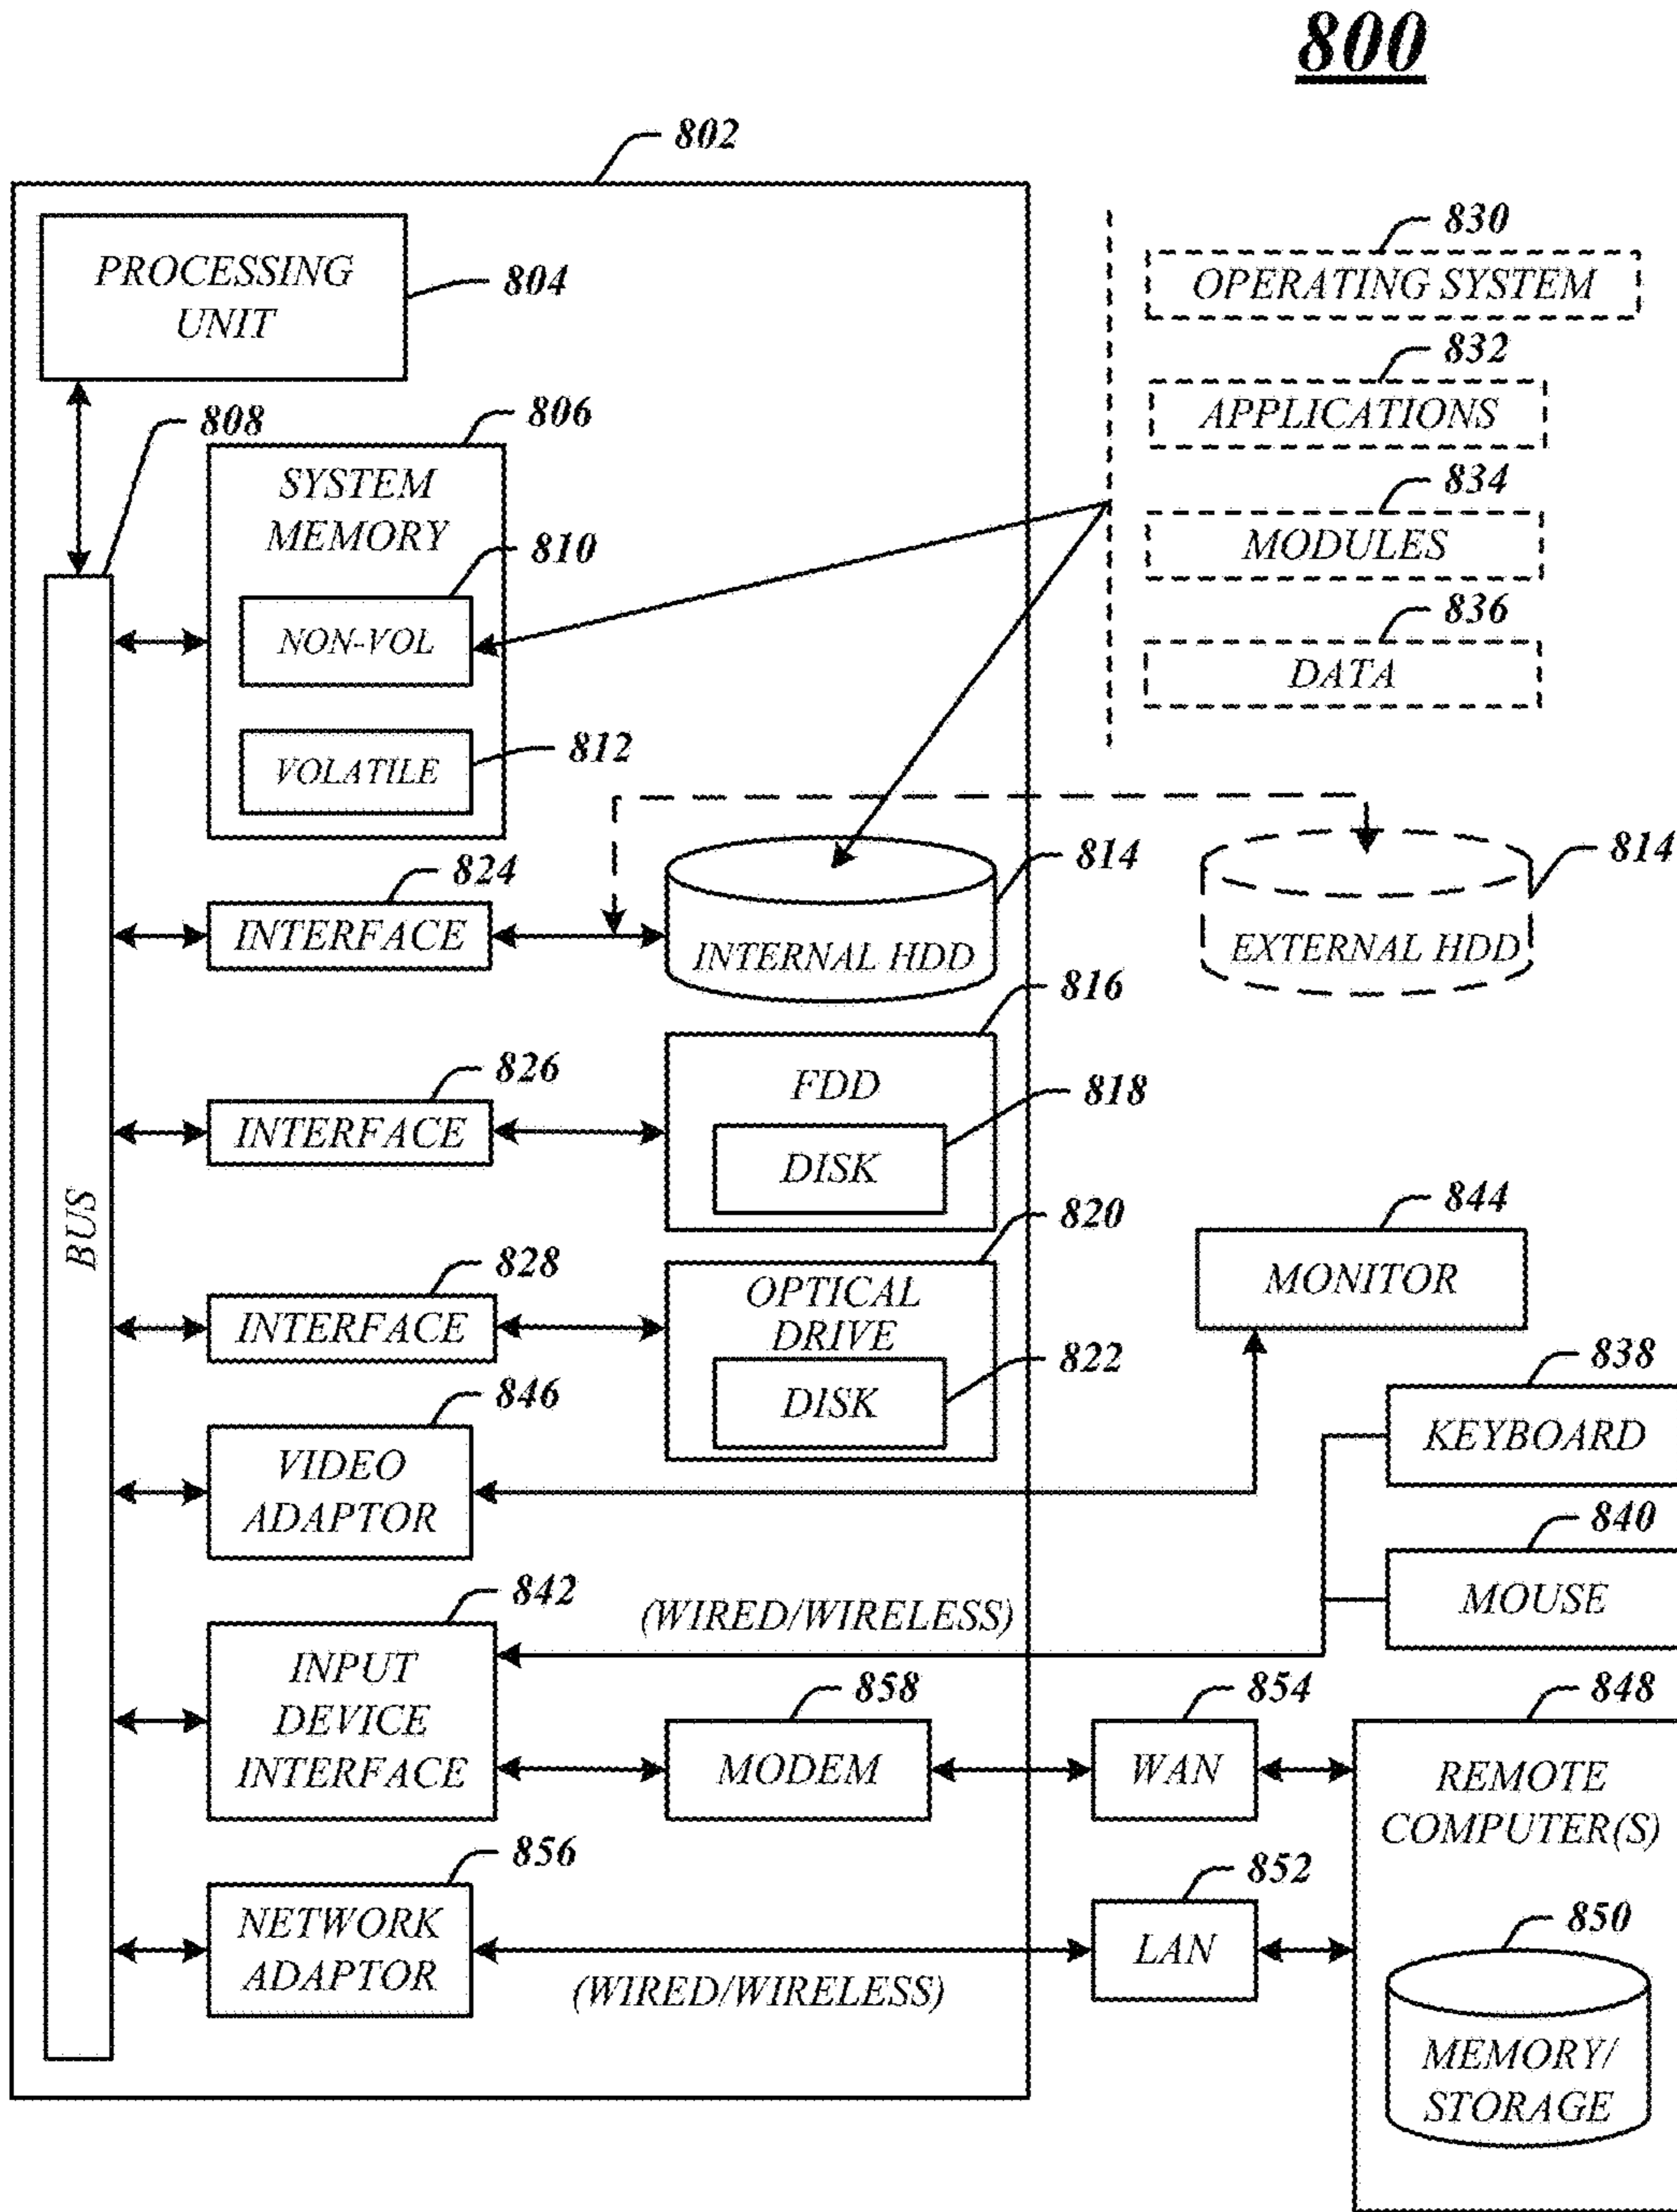 800
802
PROCESSING
UNIT
804
830
OPERATING SYSTEM
832
APPLICATIONS
834
MODULES
836
DATA
808
806
SYSTEM
MEMORY
810
NON-VOL
812
VOLATILE
BUS
824
INTERFACE
814
INTERNAL HDD
814
EXTERNAL HDD
826
INTERFACE
816
FDD
818
DISK
828
INTERFACE
820
OPTICAL
DRIVE
822
DISK
844
MONITOR
846
VIDEO
ADAPTOR
838
KEYBOARD
840
MOUSE
842
INPUT
DEVICE
INTERFACE
(WIRED/WIRELESS)
858
MODEM
854
WAN
848
REMOTE
COMPUTER(S)
856
NETWORK
ADAPTOR
(WIRED/WIRELESS)
852
LAN
850
MEMORY/
STORAGE